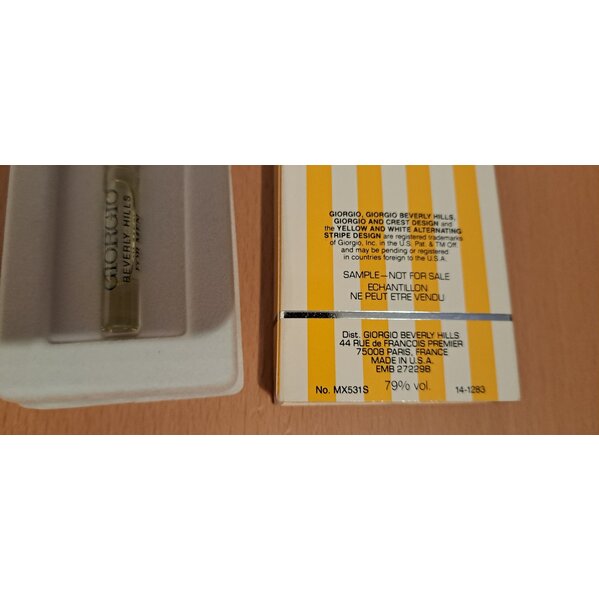 GIORGIO
BEVERLY HILLS
FOR MEN
GIORGIO, GIORGIO BEVERLY HILLS,
GIORGIO AND CREST DESIGN and
the YELLOW AND WHITE ALTERNATING
STRIPE DESIGN are registered trademarks
of Giorgio, Inc. in the U.S. Pat. & TM Off.
and may be pending or registered
in countries foreign to the U.S.A.
SAMPLE—NOT FOR SALE
ECHANTILLON
NE PEUT ETRE VENDU
Dist. GIORGIO BEVERLY HILLS
44 RUE de FRANCOIS PREMIER
75008 PARIS, FRANCE
MADE IN U.S.A.
EMB 27229B
No. MX531S 79% vol. 14-1283